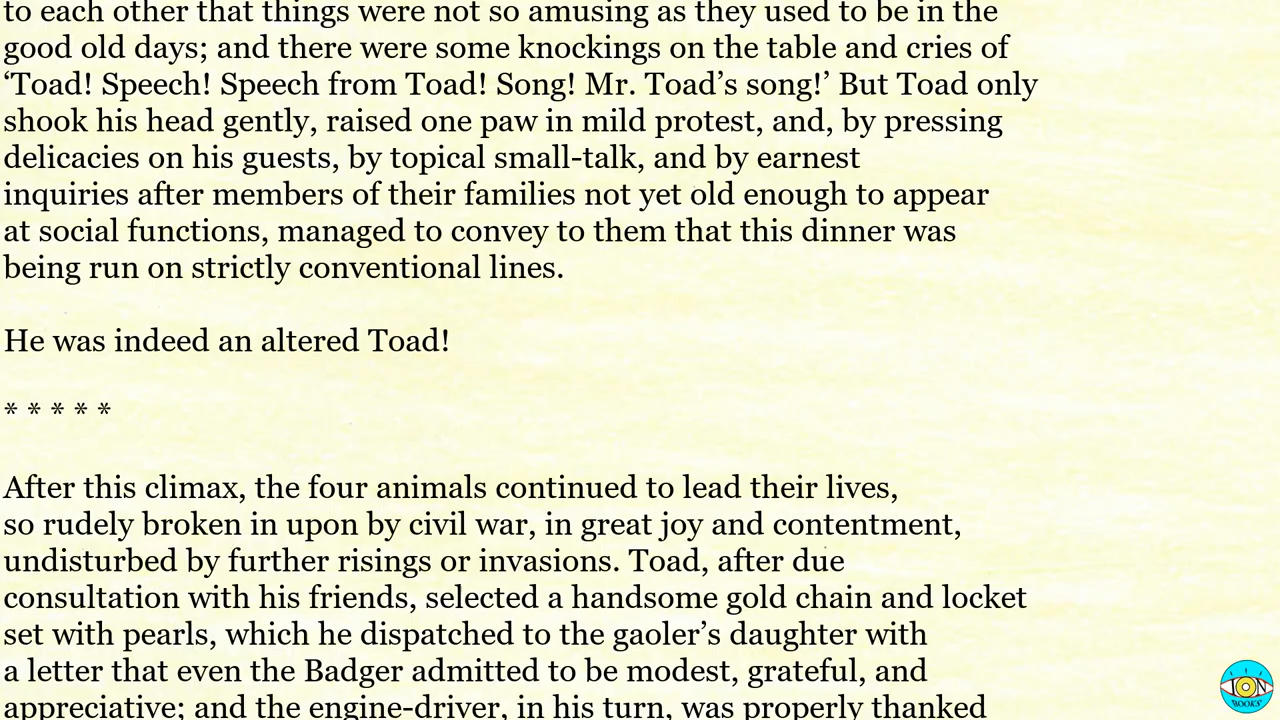 to each other that things were not so amusing as they used to be in the
good old days; and there were some knockings on the table and cries of
‘Toad! Speech! Speech from Toad! Song! Mr. Toad’s song!’ But Toad only
shook his head gently, raised one paw in mild protest, and, by pressing
delicacies on his guests, by topical small-talk, and by earnest
inquiries after members of their families not yet old enough to appear
at social functions, managed to convey to them that this dinner was
being run on strictly conventional lines.
He was indeed an altered Toad!
* * * * *
After this climax, the four animals continued to lead their lives,
so rudely broken in upon by civil war, in great joy and contentment,
undisturbed by further risings or invasions. Toad, after due
consultation with his friends, selected a handsome gold chain and locket
set with pearls, which he dispatched to the gaoler’s daughter with
a letter that even the Badger admitted to be modest, grateful, and
appreciative; and the engine-driver, in his turn, was properly thanked
ION
BOOKS